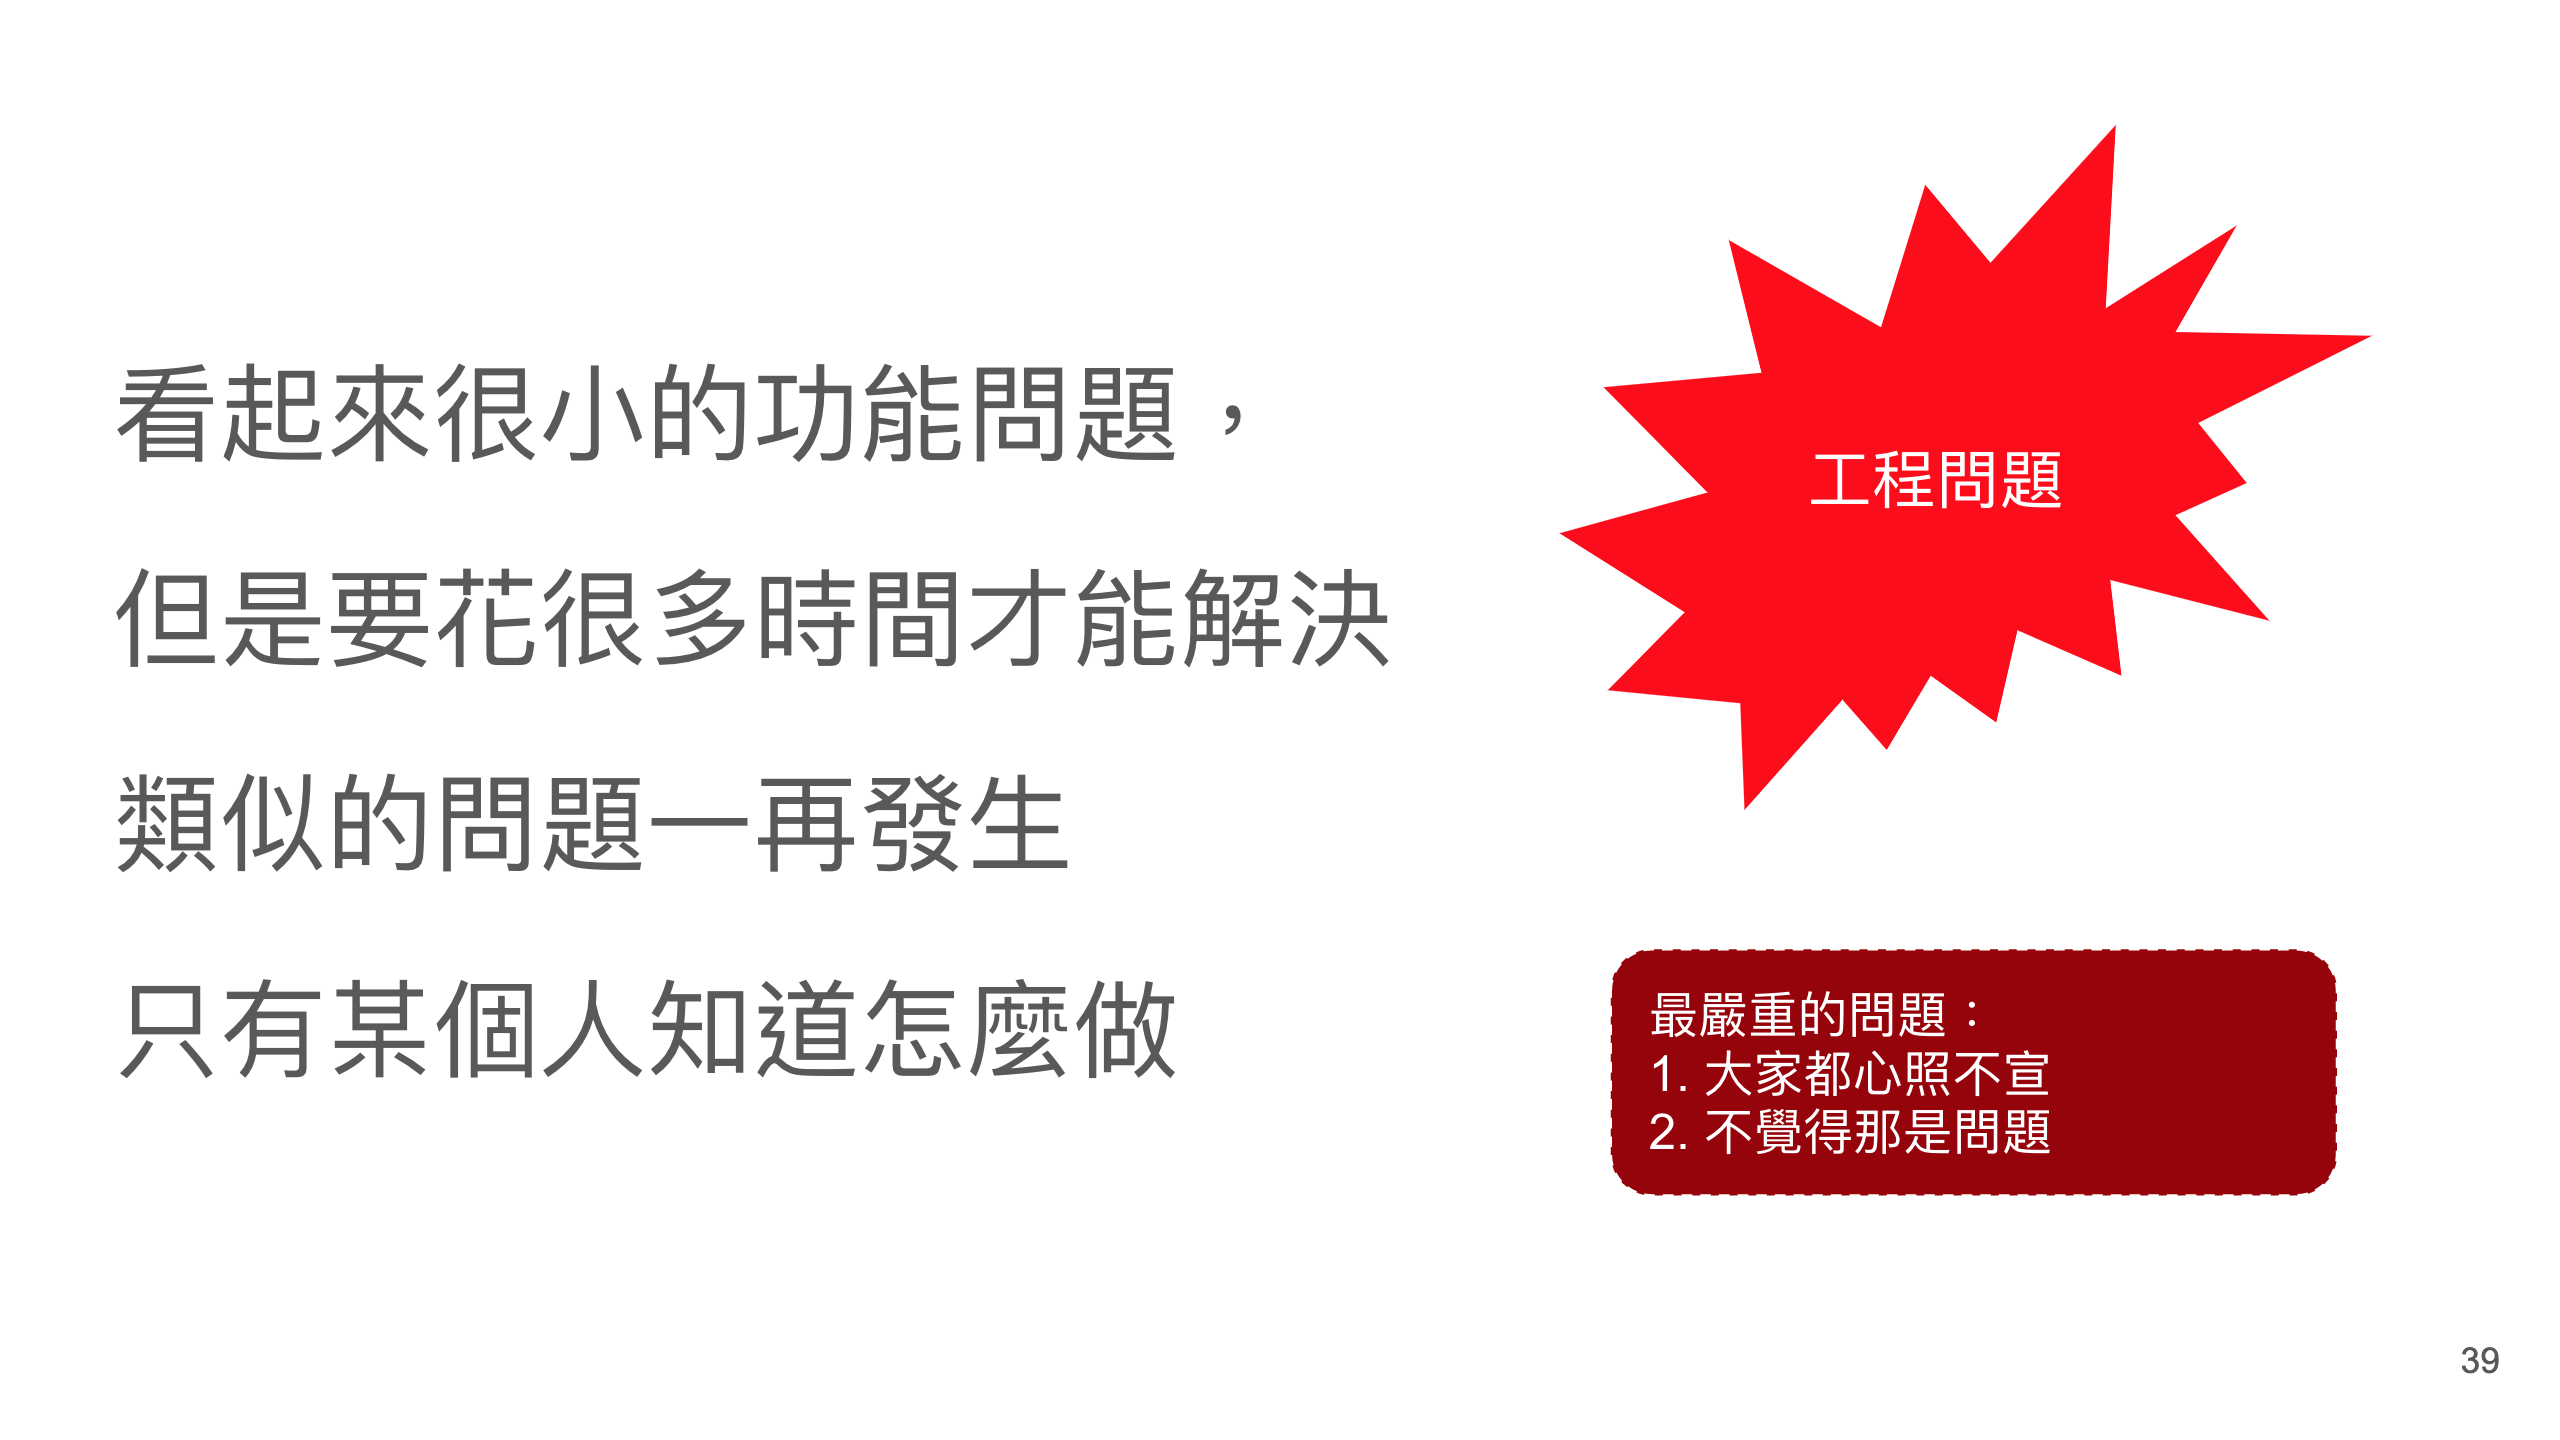 看起來很小的功能問題，
但是要花很多時間才能解決
類似的問題一再發生
只有某個人知道怎麼做
工程問題
最嚴重的問題：
1. 大家都心照不宣
2. 不覺得那是問題
39